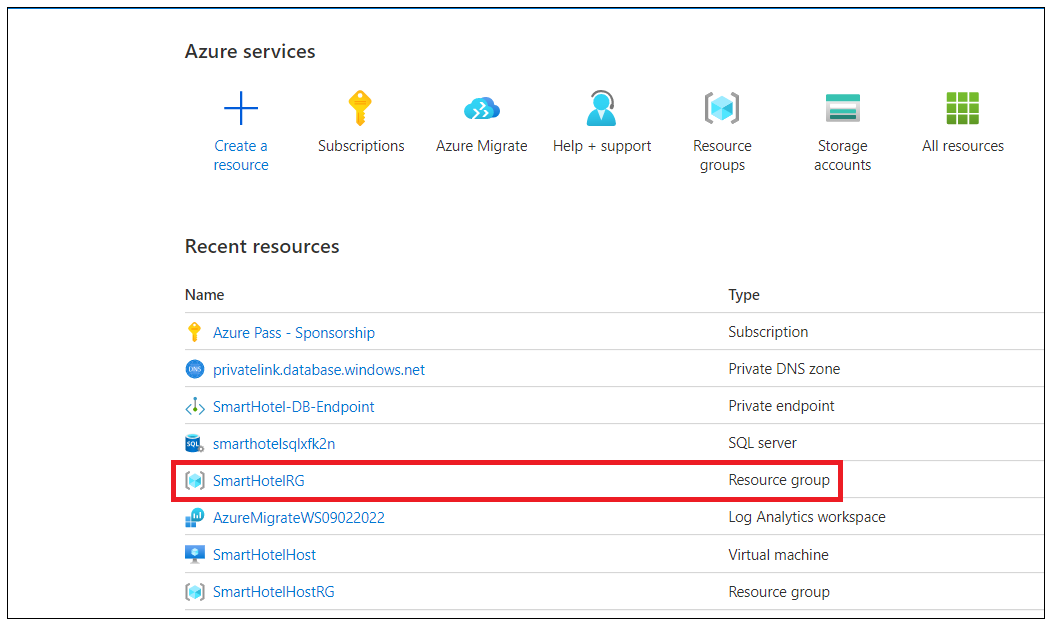 Azure services
Create a resource
Subscriptions
Azure Migrate
Help + support
Resource groups
Storage accounts
All resources
Recent resources
Name Type
Azure Pass - Sponsorship Subscription
DNS privatelink.database.windows.net Private DNS zone
SmartHotel-DB-Endpoint Private endpoint
SQL smarthotelsqlxfk2n SQL server
SmartHotelRG Resource group
AzureMigrateWS09022022 Log Analytics workspace
SmartHotelHost Virtual machine
SmartHotelHostRG Resource group